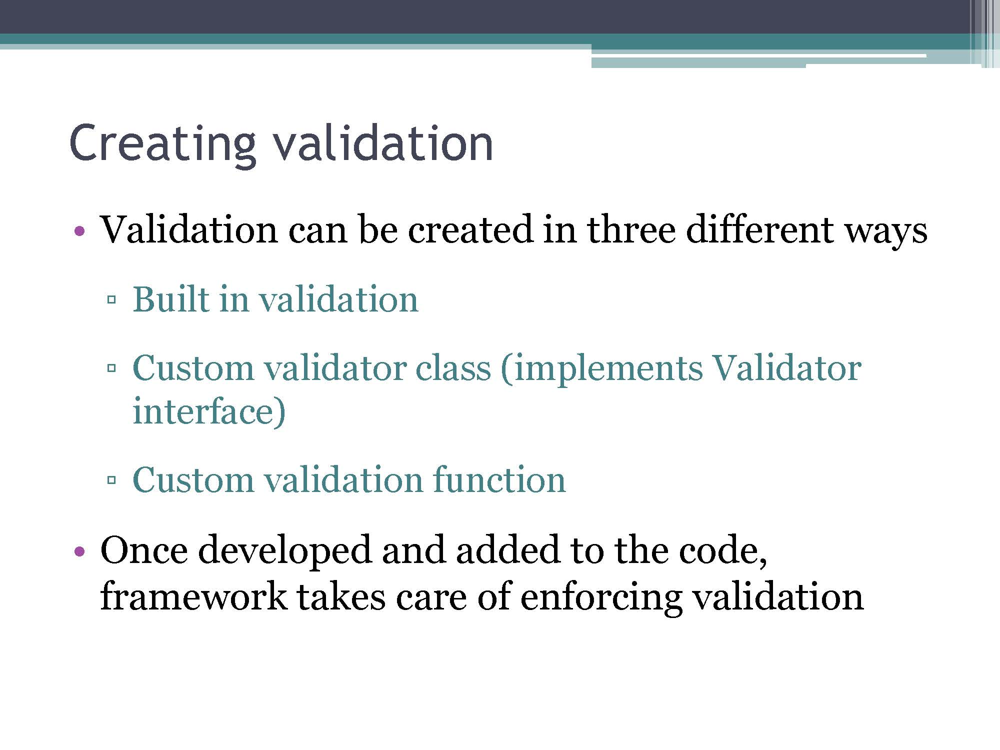 Creating validation
• Validation can be created in three different ways
▫ Built in validation
▫ Custom validator class (implements Validator
interface)
▫ Custom validation function
• Once developed and added to the code,
framework takes care of enforcing validation